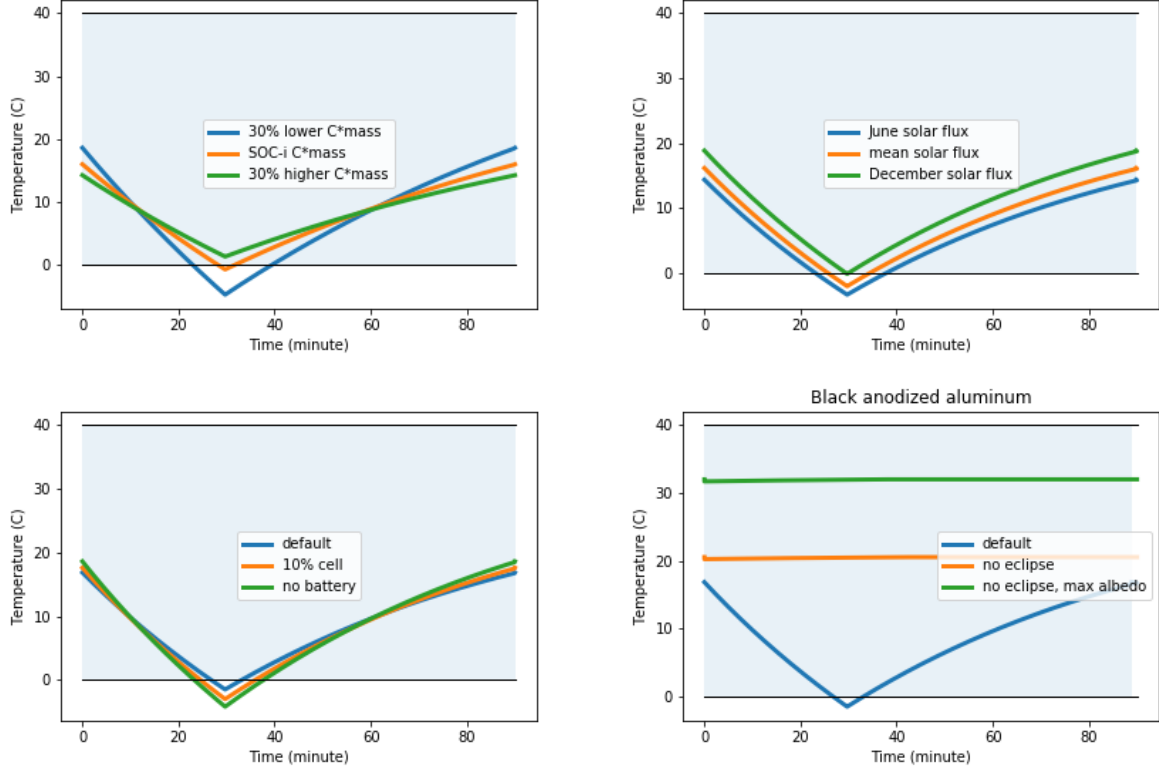 40
30
20
10
0
Temperature (C)
30% lower C*mass
SOC-i C*mass
30% higher C*mass
0
20
40
60
80
Time (minute)
40
30
20
10
0
Temperature (C)
June solar flux
mean solar flux
December solar flux
0
20
40
60
80
Time (minute)
40
30
20
10
0
Temperature (C)
default
10% cell
no battery
0
20
40
60
80
Time (minute)
Black anodized aluminum
40
30
20
10
0
Temperature (C)
default
no eclipse
no eclipse, max albedo
0
20
40
60
80
Time (minute)